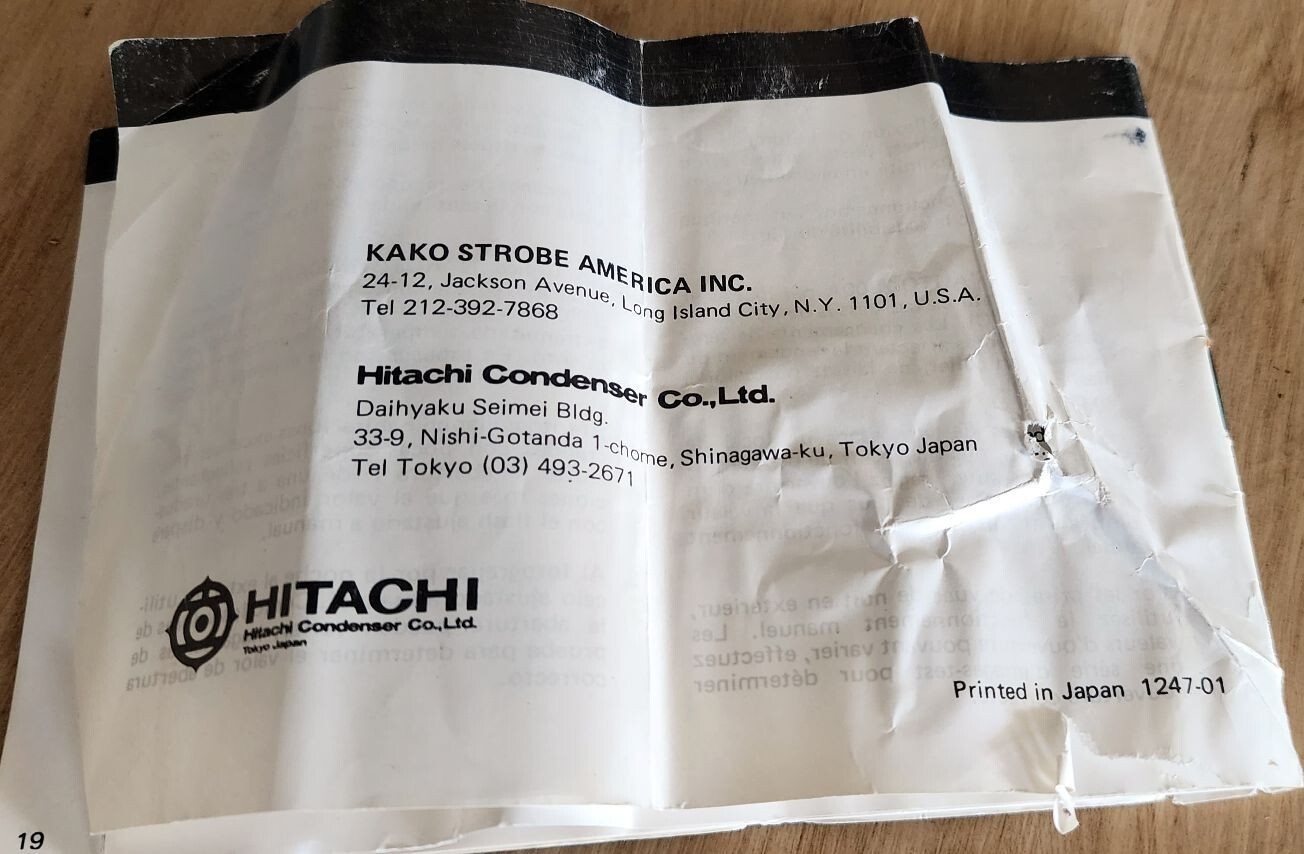 KAKO STROBE AMERICA INC.
24-12, Jackson Avenue, Long Island City, N.Y. 1101, U.S.A.
Tel 212-392-7868
Hitachi Condenser Co.,Ltd.
Daihyaku Seimei Bldg.
33-9, Nishi-Gotanda 1-chome, Shinagawa-ku, Tokyo Japan
Tel Tokyo (03) 493-2671
HITACHI
Hitachi Condenser Co.,Ltd.
Tokyo Japan
Printed in Japan 1247-01
19